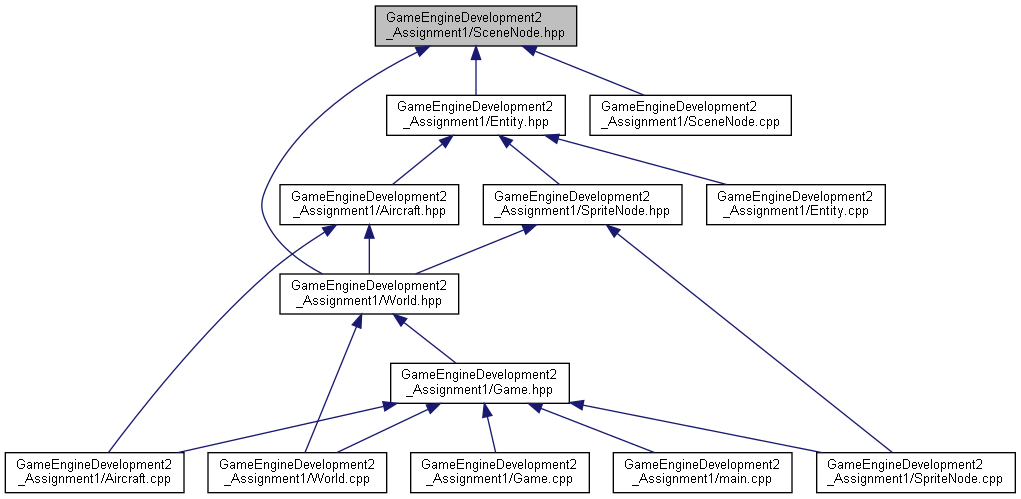 GameEngineDevelopment2
_Assignment1/SceneNode.hpp
GameEngineDevelopment2
_Assignment1/Entity.hpp
GameEngineDevelopment2
_Assignment1/SceneNode.cpp
GameEngineDevelopment2
_Assignment1/Aircraft.hpp
GameEngineDevelopment2
_Assignment1/SpriteNode.hpp
GameEngineDevelopment2
_Assignment1/Entity.cpp
GameEngineDevelopment2
_Assignment1/World.hpp
GameEngineDevelopment2
_Assignment1/Game.hpp
GameEngineDevelopment2
_Assignment1/Aircraft.cpp
GameEngineDevelopment2
_Assignment1/World.cpp
GameEngineDevelopment2
_Assignment1/Game.cpp
GameEngineDevelopment2
_Assignment1/main.cpp
GameEngineDevelopment2
_Assignment1/SpriteNode.cpp